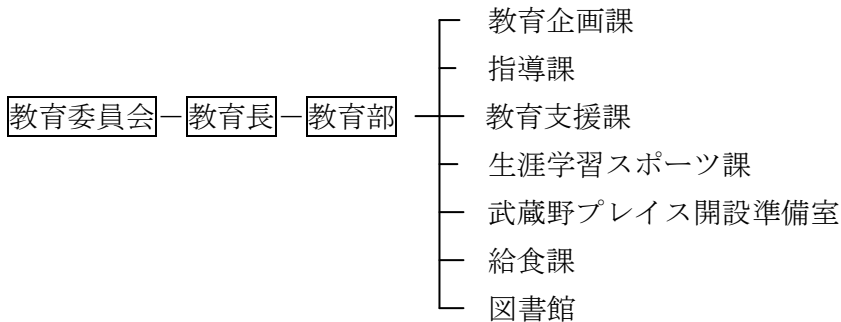 教育企画課
指導課
教育委員会－教育長－教育部 教育支援課
生涯学習スポーツ課
武蔵野プレイス開設準備室
給食課
図書館